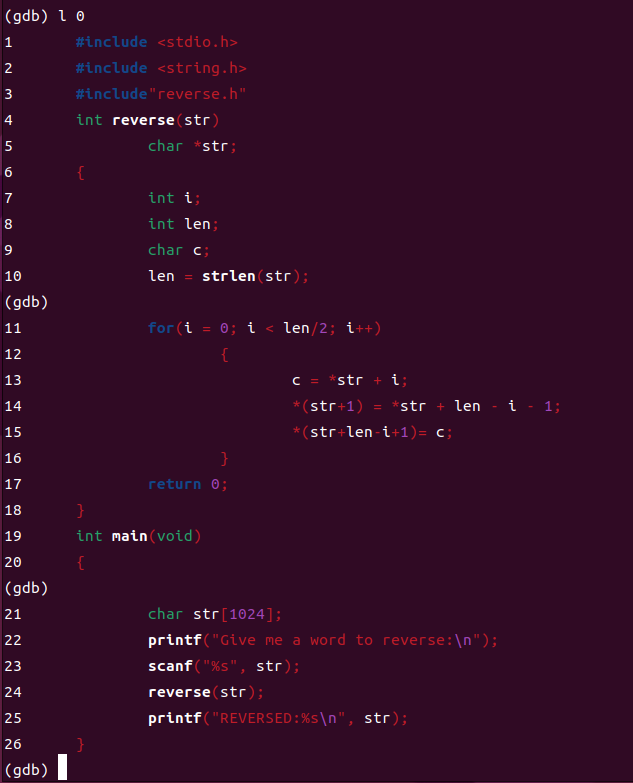 (gdb) l 0
1 #include <stdio.h>
2 #include <string.h>
3 #include"reverse.h"
4 int reverse(str)
5 char *str;
6 {
7 int i;
8 int len;
9 char c;
10 len = strlen(str);
(gdb)
11 for(i = 0; i < len/2; i++)
12 {
13 c = *str + i;
14 *(str+1) = *str + len - i - 1;
15 *(str+len-i+1)= c;
16 }
17 return 0;
18 }
19 int main(void)
20 {
(gdb)
21 char str[1024];
22 printf("Give me a word to reverse:\n");
23 scanf("%s", str);
24 reverse(str);
25 printf("REVERSED:%s\n", str);
26 }
(gdb)